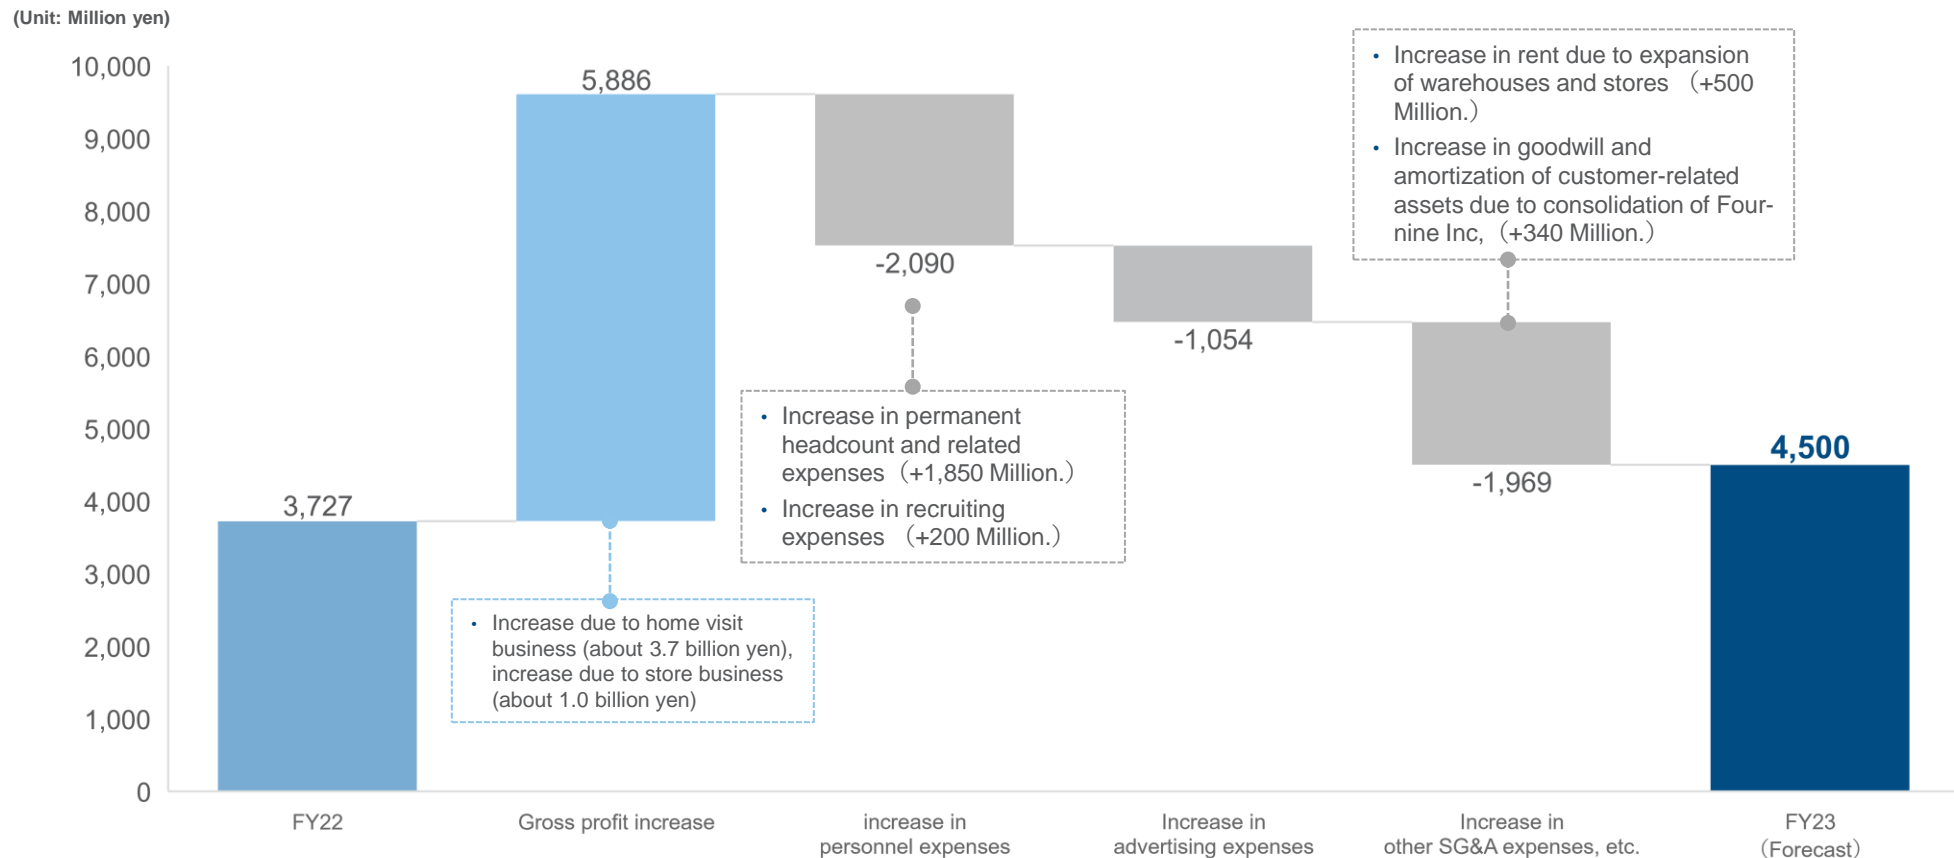 (Unit: Million yen)
10,000
9,000
8,000
7,000
6,000
5,000
4,000
3,000
2,000
1,000
0
3,727
5,886
-2,090
-1,054
-1,969
4,500
• Increase due to home visit
business (about 3.7 billion yen),
increase due to store business
(about 1.0 billion yen)
• Increase in permanent
headcount and related
expenses（+1,850 Million.）
• Increase in recruiting
expenses （+200 Million.）
• Increase in rent due to expansion
of warehouses and stores （+500
Million.）
• Increase in goodwill and
amortization of customer-related
assets due to consolidation of Four-
nine Inc,（+340 Million.）
FY22
Gross profit increase
increase in
personnel expenses
Increase in
advertising expenses
Increase in
other SG&A expenses, etc.
FY23
（Forecast）